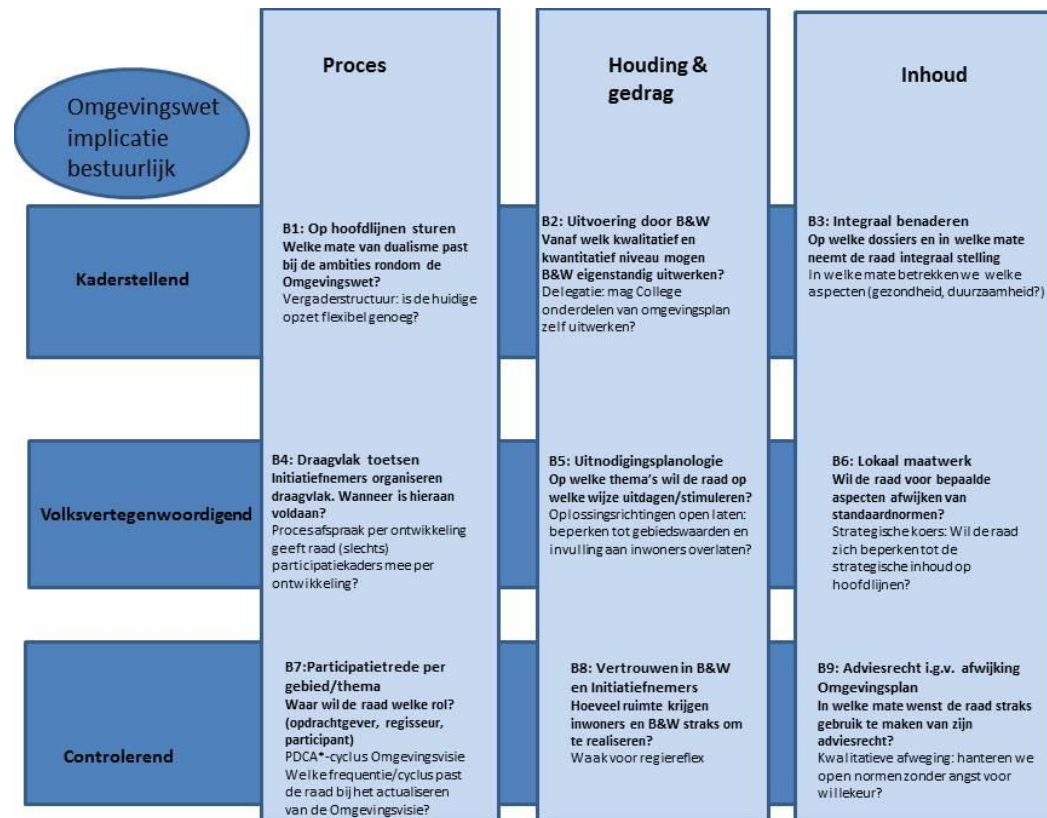 Omgevingswet
implicatie
bestuurlijk
Proces
Houding &
gedrag
Inhoud
Kaderstellend
B1: Op hoofdlijnen sturen
Welke mate van dualisme past
bij de ambities rondom de
Omgevingswet?
Vergaderstructuur: is de huidige
opzet flexibel genoeg?
B2: Uitvoering door B&W
Vanaf welk kwalitatief en
kwantitatief niveau mogen
B&W eigenstandig uitwerken?
Delegatie: mag College
onderdelen van omgevingsplan
zelf uitwerken?
B3: Integraal benaderen
Op welke dossiers en in welke mate
neemt de raad integraal stelling
In welke mate betrekken we welke
aspecten (gezondheid, duurzaamheid?)
Volksvertegenwoordigend
B4: Draagvlak toetsen
Initiatiefnemers organiseren
draagvlak. Wanneer is hieraan
voldaan?
Procesafspraak per ontwikkeling
geeft raad (slechts)
participatiekaders mee per
ontwikkeling?
B5: Uitnodigingsplanologie
Op welke thema's wil de raad op
welke wijze uitdagen/stimuleren?
Oplossingsrichtingen open laten:
beperken tot gebiedswaarden en
invulling aan inwoners overlaten?
B6: Lokaal maatwerk
Wil de raad voor bepaalde
aspecten afwijken van
standaardnormen?
Strategische koers: Wil de raad
zich beperken tot de
strategische inhoud op
hoofdlijnen?
Controlerend
B7:Participatietrede per
gebied/thema
Waar wil de raad welke rol?
(opdrachtgever, regisseur,
participant)
PDCA*-cyclus Omgevingsvisie
Welke frequentie/cyclus past
de raad bij het actualiseren
van de Omgevingsvisie?
B8: Vertrouwen in B&W
en Initiatiefnemers
Hoeveel ruimte krijgen
inwoners en B&W straks om
te realiseren?
Waak voor regiereflex
B9: Adviesrecht i.g.v. afwijking
Omgevingsplan
In welke mate wenst de raad straks
gebruik te maken van zijn
adviesrecht?
Kwalitatieve afweging: hanteren we
open normen zonder angst voor
willekeur?